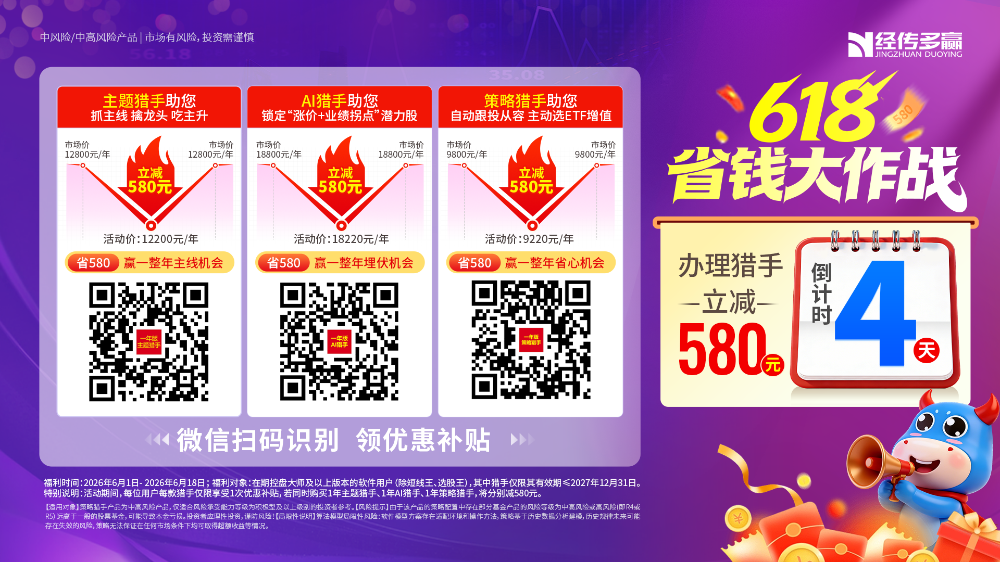 中风险/中高风险产品 | 市场有风险，投资需谨慎
经传多赢
JINGZHUAN DUOYING
主题猎手助您
抓主线 擒龙头 吃主升
市场价
12800元/年
市场价
12800元/年
立减
580元
活动价：12200元/年
省580 赢一整年主线机会
一年版
主题猎手
AI猎手助您
锁定“涨价+业绩拐点”潜力股
市场价
18800元/年
市场价
18800元/年
立减
580元
活动价：18220元/年
省580 赢一整年埋伏机会
一年版
AI猎手
策略猎手助您
自动跟投从容 主动选ETF增值
市场价
9800元/年
市场价
9800元/年
立减
580元
活动价：9220元/年
省580 赢一整年省心机会
一年版
策略猎手
微信扫码识别 领优惠补贴
618
580
省钱大作战
办理猎手
立减
580元
倒计时
4天
福利时间：2026年6月1日- 2026年6月18日；福利对象：在期控盘大师及以上版本的软件用户（除短线王、选股王），其中猎手仅限其有效期≤2027年12月31日。
特别说明：活动期间，每位用户每款猎手仅限享受1次优惠补贴，若同时购买1年主题猎手、1年AI猎手、1年策略猎手，将分别减580元。
【适用对象】策略猎手产品为中高风险产品，仅适合风险承受能力等级为积极型及以上级别的投资者参考。【风险提示】由于该产品的策略配置中存在部分基金产品的风险等级为中高风险或高风险(即R4或
R5）远高于一般的股票基金，可能导致本金亏损。投资者应理性投资，谨防风险！【局限性说明】算法模型局限性风险：软件模型方案存在适配环境和操作方法，策略基于历史数据分析建模，历史规律未来可能
存在失效的风险，策略无法保证在任何市场条件下均可取得超额收益等情况。
56.18
35.08